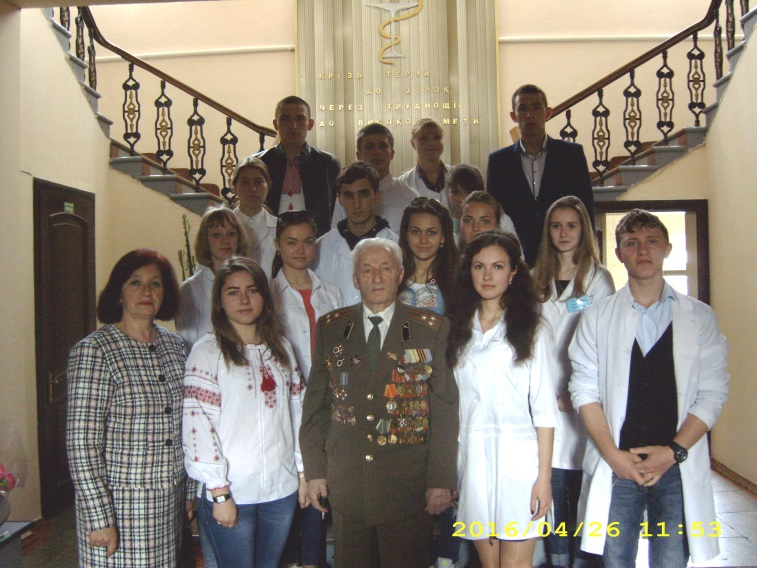 КРІЗЬ ТЕРНИ
ДО ЗІРОК
ЧЕРЕЗ ТРУДНОЩІ
ДО ВИСОКОЇ МЕТИ
2016/04/26 11:53